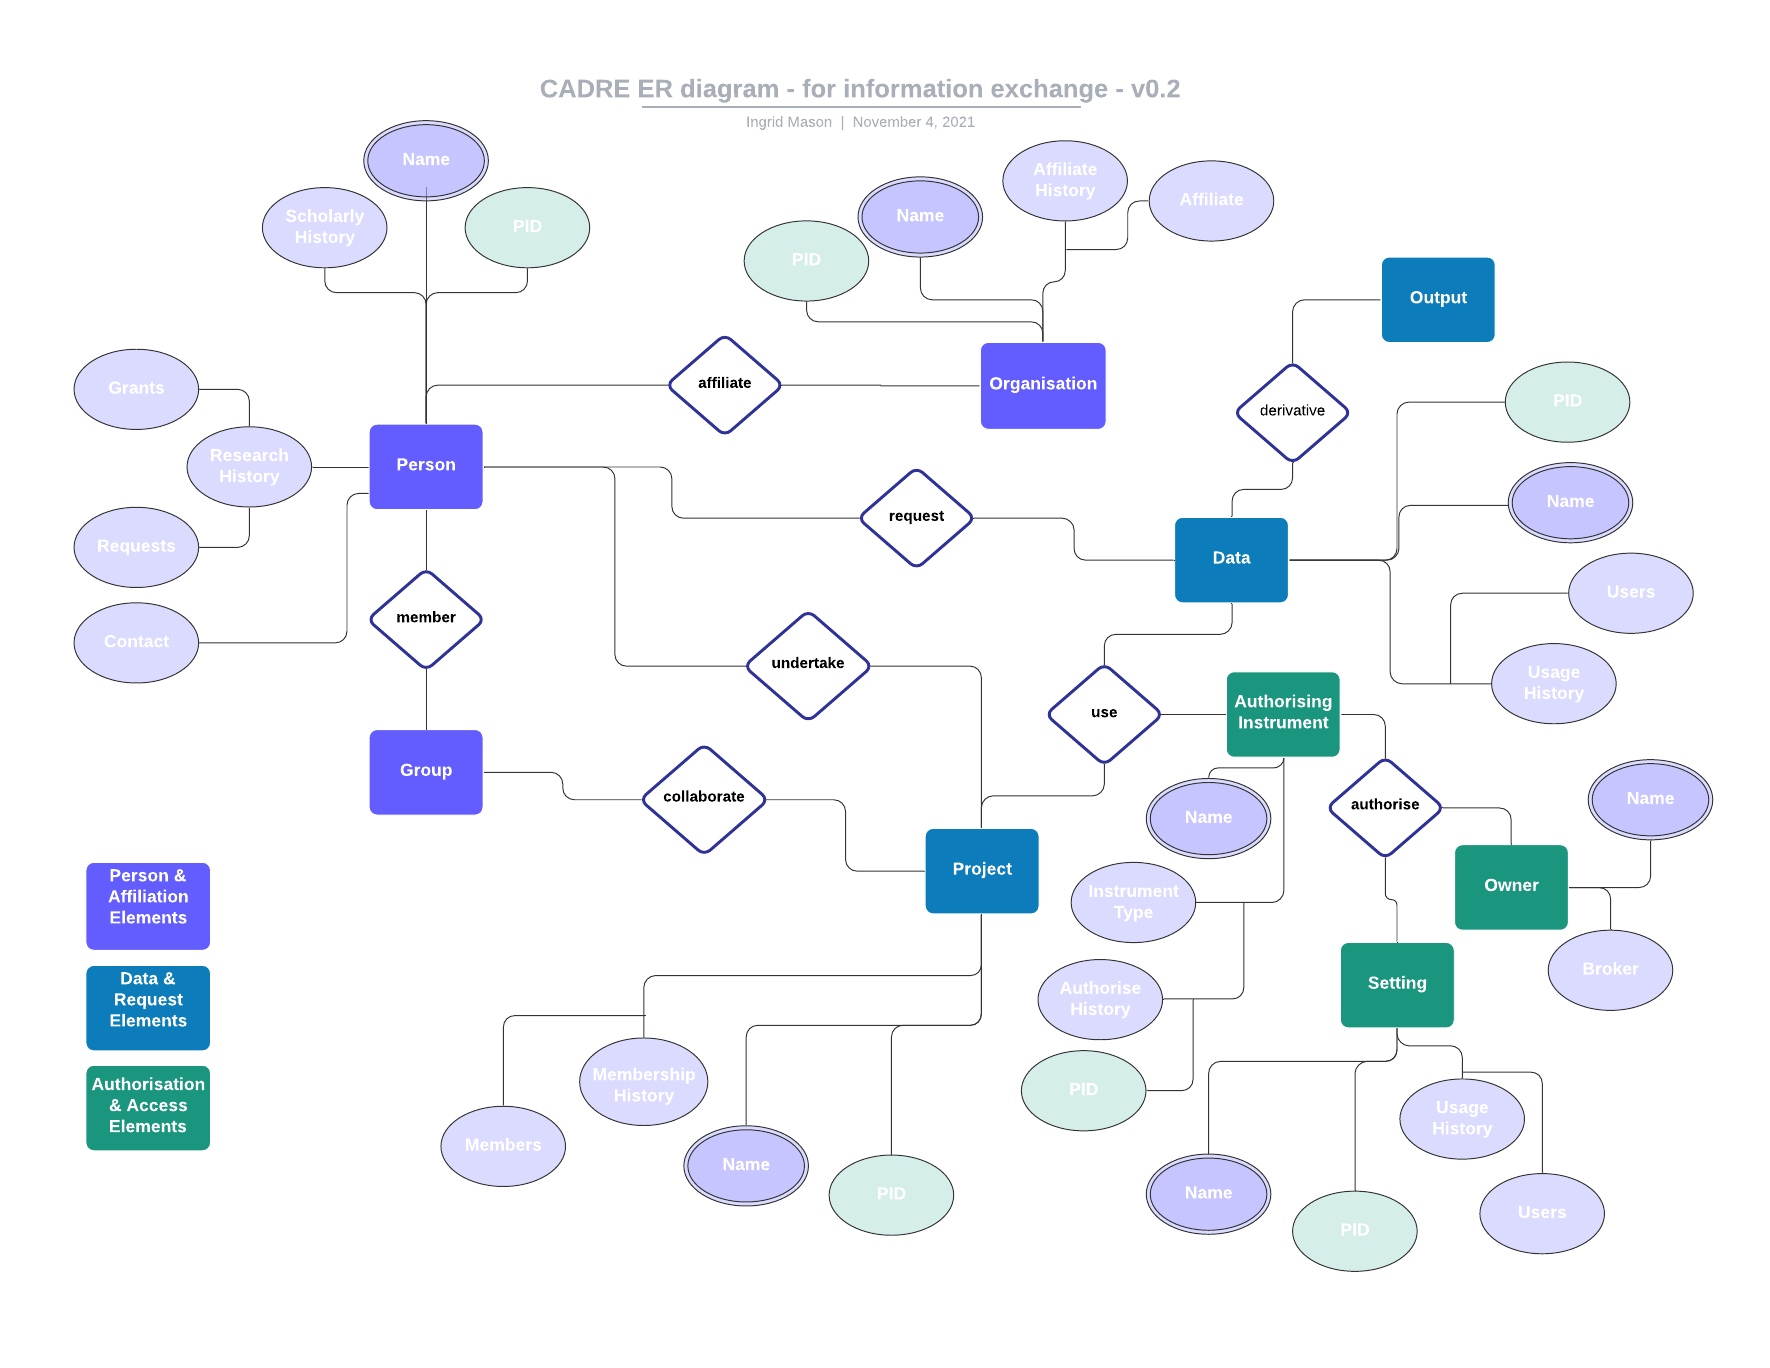 CADRE ER diagram - for information exchange - v0.2
Ingrid Mason | November 4, 2021
Name
Scholarly
History
PID
PID
Name
Affiliate
History
Affiliate
Output
Grants
Research
History
Requests
Contact
Person
affiliate
Organisation
derivative
PID
Name
Users
Usage
History
request
Data
member
undertake
use
Authorising
Instrument
Group
collaborate
Project
Name
authorise
Name
Owner
Broker
Instrument
Type
Authorise
History
PID
Setting
Person &
Affiliation
Elements
Data &
Request
Elements
Authorisation
& Access
Elements
Membership
History
Members
Name
PID
Name
PID
Usage
History
Users